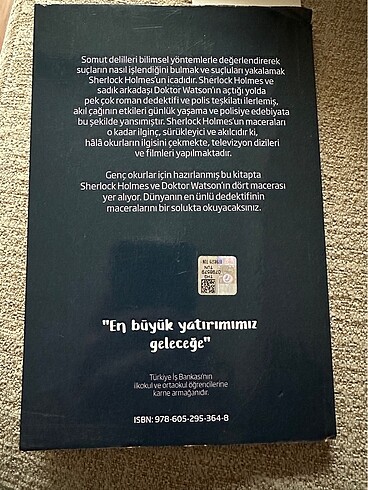 Somut delilleri bilimsel yöntemlerle değerlendirerek
suçların nasıl işlendiğini bulmak ve suçluları yakalamak
Sherlock Holmes'un icadıdır. Sherlock Holmes ve
sadık arkadaşı Doktor Watson'ın açtığı yolda
pek çok roman dedektifi ve polis teşkilatı ilerlemiş,
akıl çağının etkileri günlük yaşama ve polisiye edebiyata
bu şekilde yansımıştır. Sherlock Holmes'un maceraları
o kadar ilginç, sürükleyici ve akılcıdır ki,
hâlâ okurların ilgisini çekmekte, televizyon dizileri
ve filmleri yapılmaktadır.
Genç okurlar için hazırlanmış bu kitapta
Sherlock Holmes ve Doktor Watson'ın dört macerası
yer alıyor. Dünyanın en ünlü dedektifinin
maceralarını bir solukta okuyacaksınız.
"En büyük yatırımımız
geleceğe"
Türkiye İş Bankası'nın
ilkokul ve ortaokul öğrencilerine
karne armağanıdır.
ISBN: 978-605-295-364-8